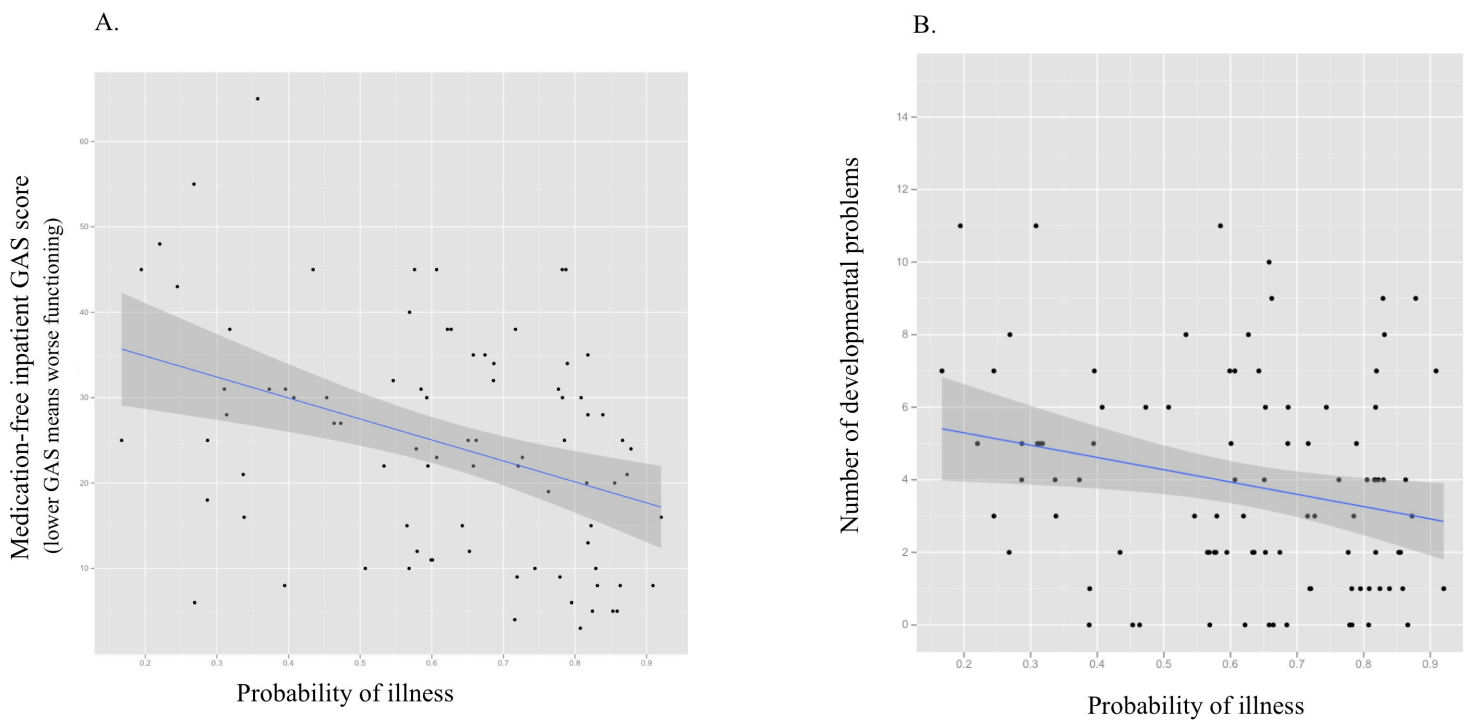 A.
Medication-free inpatient GAS score
(lower GAS means worse functioning)
60
50
40
30
20
10
0.2 0.3 0.4 0.5 0.6 0.7 0.8 0.9
Probability of illness
B.
Number of developmental problems
14
12
10
8
6
4
2
0
0.2 0.3 0.4 0.5 0.6 0.7 0.8 0.9
Probability of illness